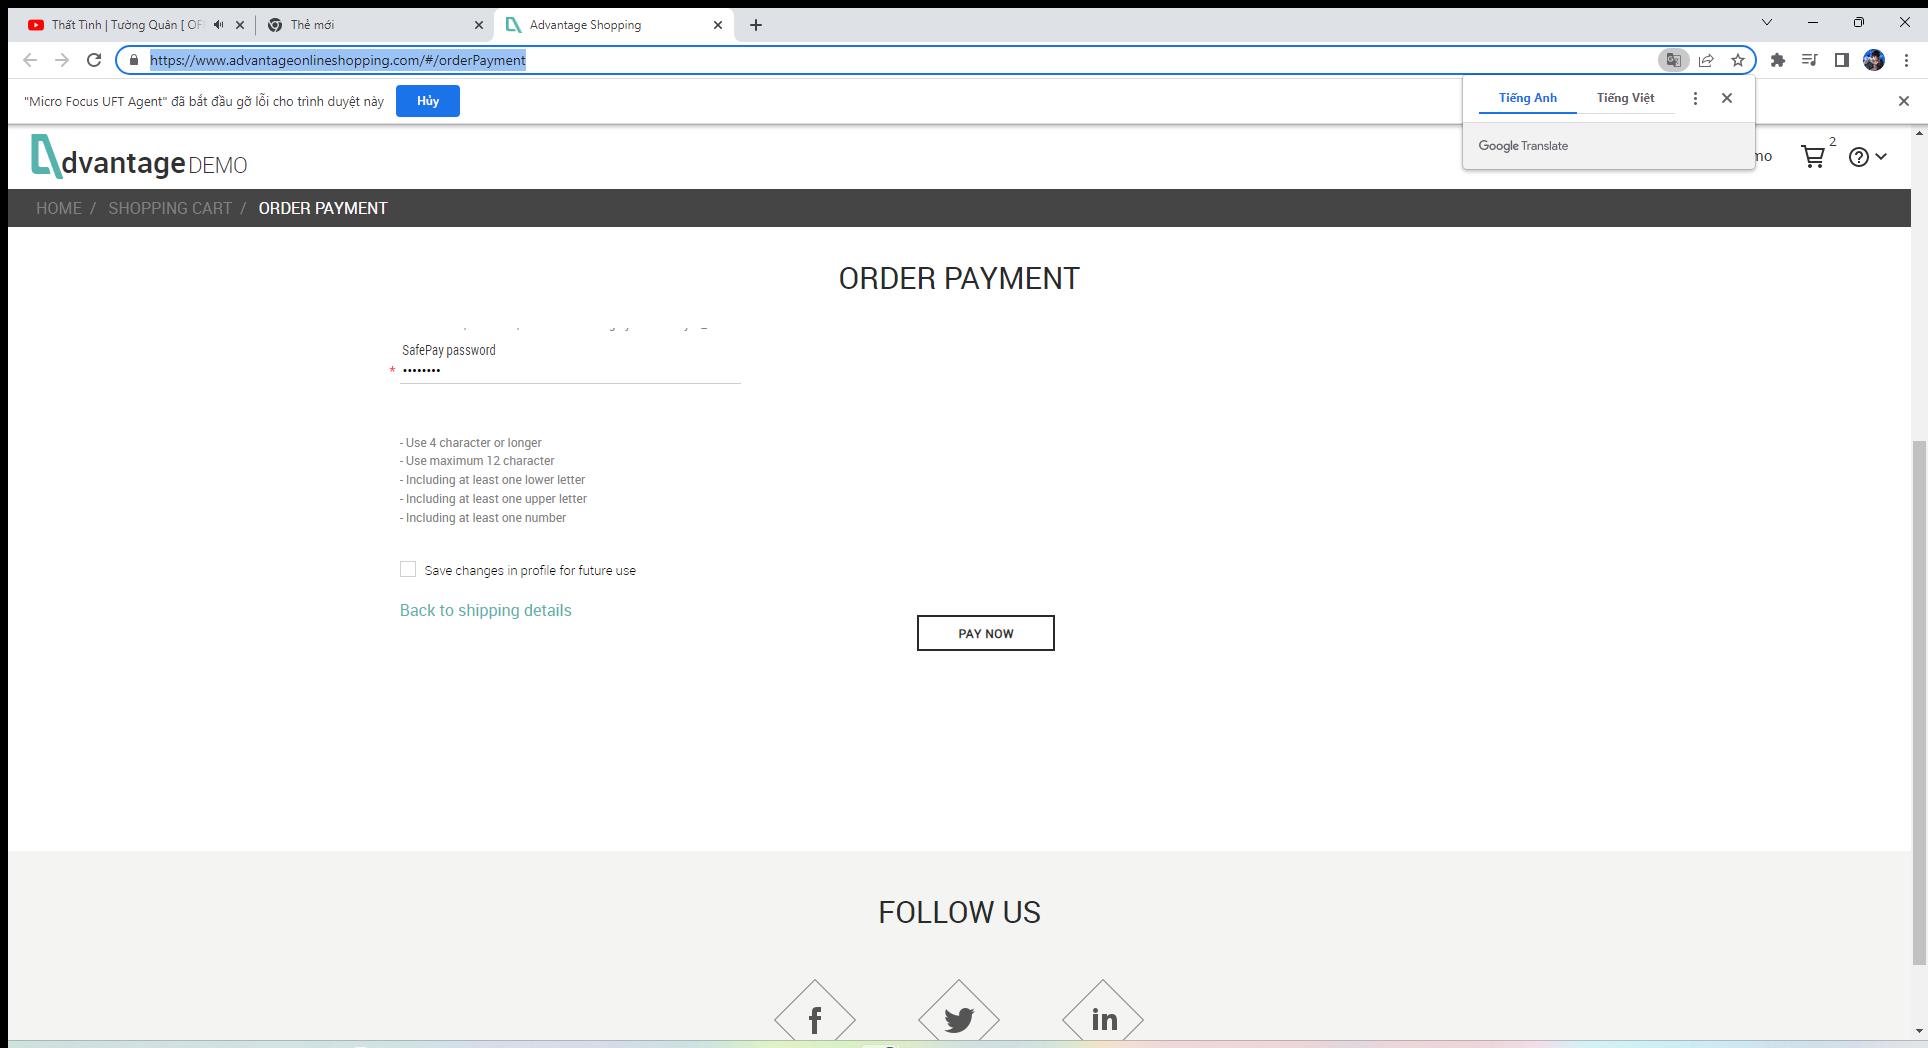 Thất Tình | Tường Quân [ OF
Thẻ mới
Advantage Shopping
https://www.advantageonlineshopping.com/#/orderPayment
"Micro Focus UFT Agent" đã bắt đầu gỡ lỗi cho trình duyệt này
Hủy
Tiếng Anh
Tiếng Việt
Google Translate
dvantage DEMO
mo
2
HOME / SHOPPING CART / ORDER PAYMENT
ORDER PAYMENT
SafePay password
* ••••••••
- Use 4 character or longer
- Use maximum 12 character
- Including at least one lower letter
- Including at least one upper letter
- Including at least one number
Save changes in profile for future use
Back to shipping details
PAY NOW
FOLLOW US
f
in